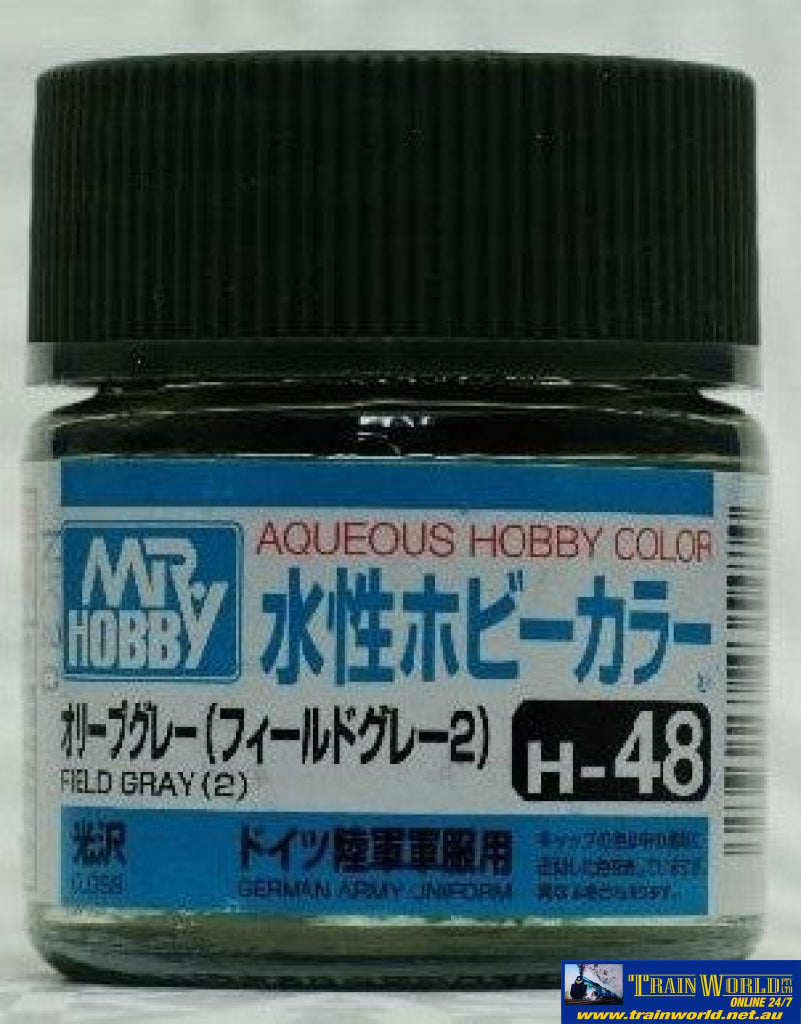 AQUEOUS HOBBY COLOR
MR. HOBBY
水性ホビーカラー
オリーブグレー(フィールドグレー2)
FIELD GRAY (2)
H-48
光沢
ドイツ陸軍軍服用
GERMAN ARMY UNIFORM
TRAIN WORLD PTY LTD
ONLINE 24/7
www.trainworld.net.au